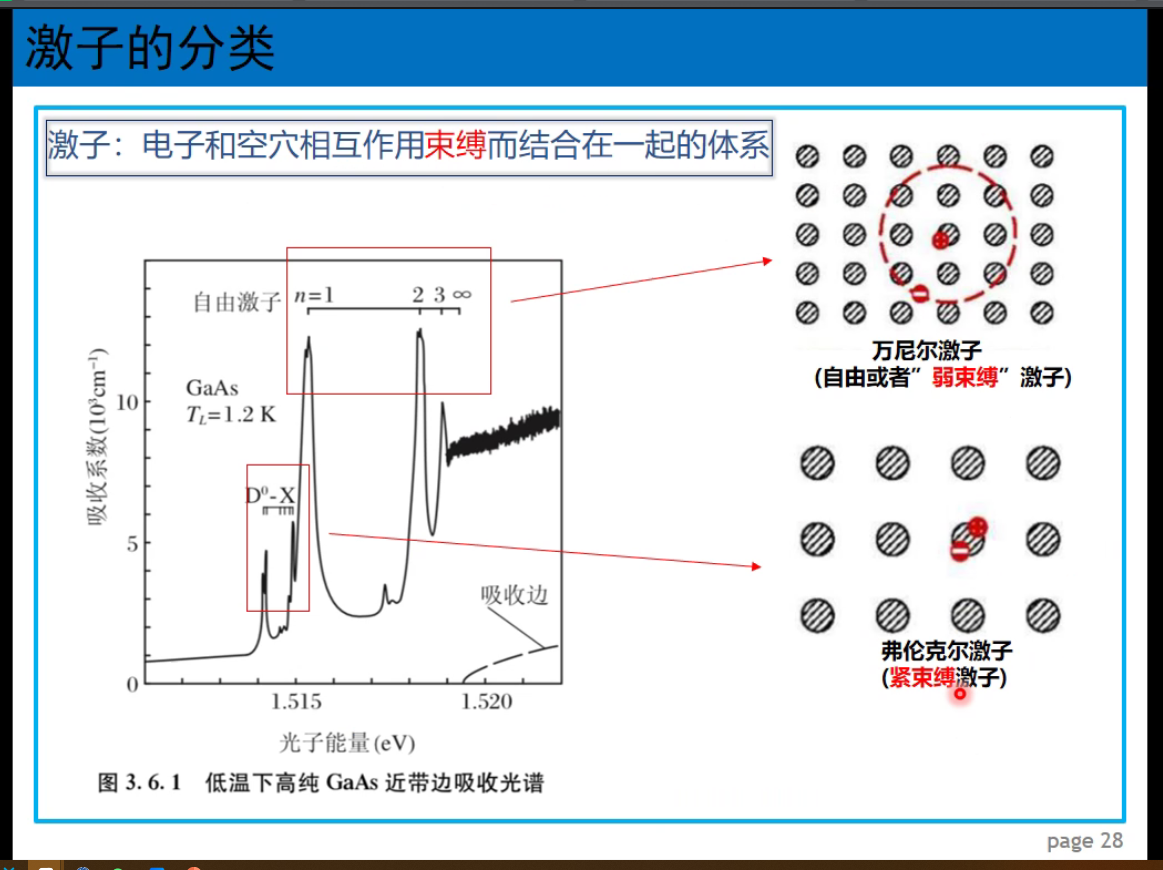 激子的分类
激子：电子和空穴相互作用束缚而结合在一起的体系
自由激子 n=1 2 3 ∞
GaAs
T_L=1.2 K
D⁰-X
吸收边
吸收系数(10³cm⁻¹)
10
5
0
1.515 1.520
光子能量(eV)
图 3.6.1 低温下高纯 GaAs 近带边吸收光谱
万尼尔激子
(自由或者”弱束缚”激子)
弗伦克尔激子
(紧束缚激子)
page 28